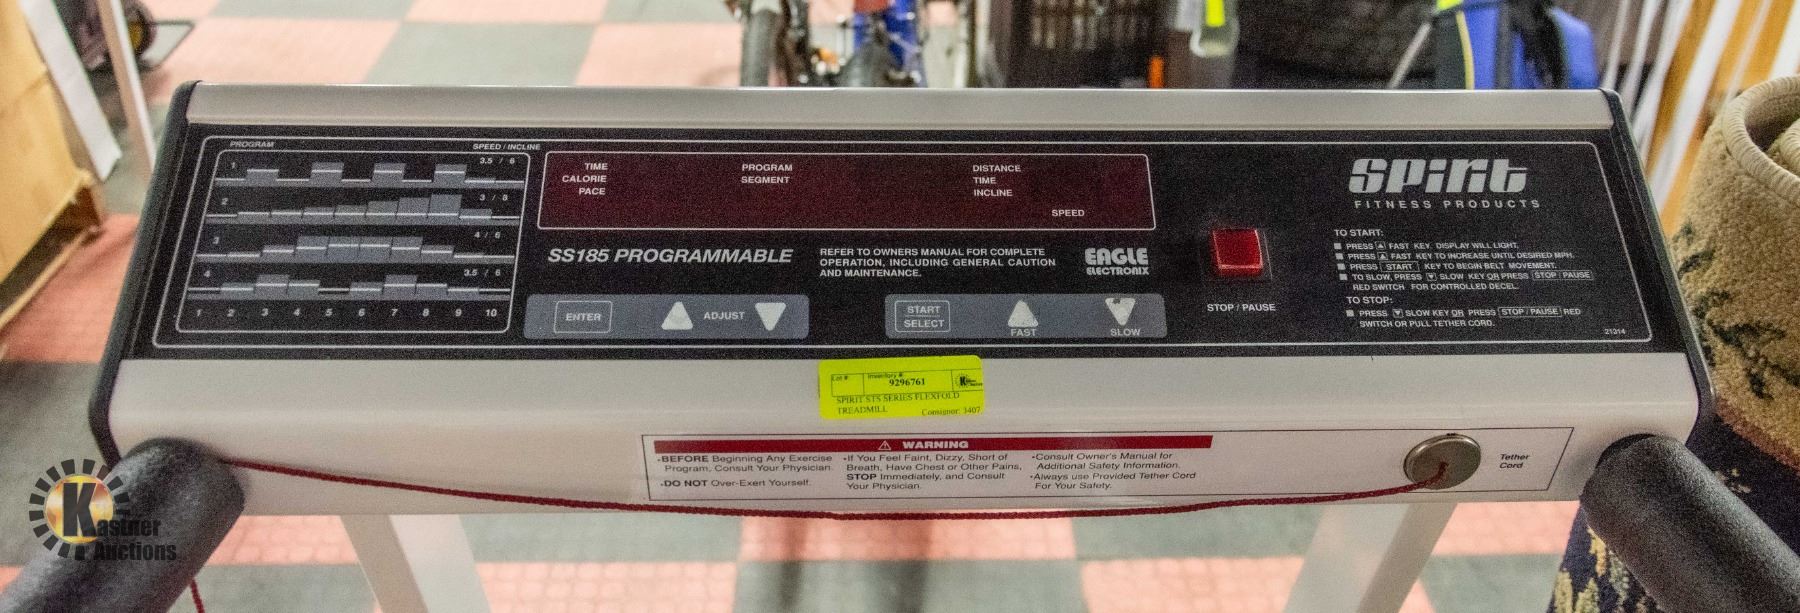 PROGRAM
SPEED / INCLINE
1
3.5 / 6
2
3 / 8
3
4 / 6
4
3.5 / 6
1 2 3 4 5 6 7 8 9 10
TIME
CALORIE
PACE
PROGRAM
SEGMENT
DISTANCE
TIME
INCLINE
SPEED
SS185 PROGRAMMABLE
REFER TO OWNERS MANUAL FOR COMPLETE
OPERATION, INCLUDING GENERAL CAUTION
AND MAINTENANCE.
EAGLE
ELECTRONIX
ENTER
ADJUST
START
SELECT
FAST
SLOW
STOP / PAUSE
SPIRIT
FITNESS PRODUCTS
TO START:
■ PRESS ▲ FAST KEY. DISPLAY WILL LIGHT.
■ PRESS ▲ FAST KEY TO INCREASE UNTIL DESIRED MPH.
■ PRESS START KEY TO BEGIN BELT MOVEMENT.
■ TO SLOW, PRESS ▼ SLOW KEY OR PRESS STOP / PAUSE
RED SWITCH FOR CONTROLLED DECEL.
TO STOP:
■ PRESS ▼ SLOW KEY OR PRESS STOP / PAUSE RED
SWITCH OR PULL TETHER CORD.
21214
Lot #:
Inventory #:
9296761
Kastner Auctions
SPIRIT STS SERIES FLEXFOLD
TREADMILL
Consignor: 3407
⚠ WARNING
•BEFORE Beginning Any Exercise
Program, Consult Your Physician.
•DO NOT Over-Exert Yourself.
•If You Feel Faint, Dizzy, Short of
Breath, Have Chest or Other Pains,
STOP Immediately, and Consult
Your Physician.
•Consult Owner's Manual for
Additional Safety Information.
•Always use Provided Tether Cord
For Your Safety.
Tether
Cord
Kastner
Auctions